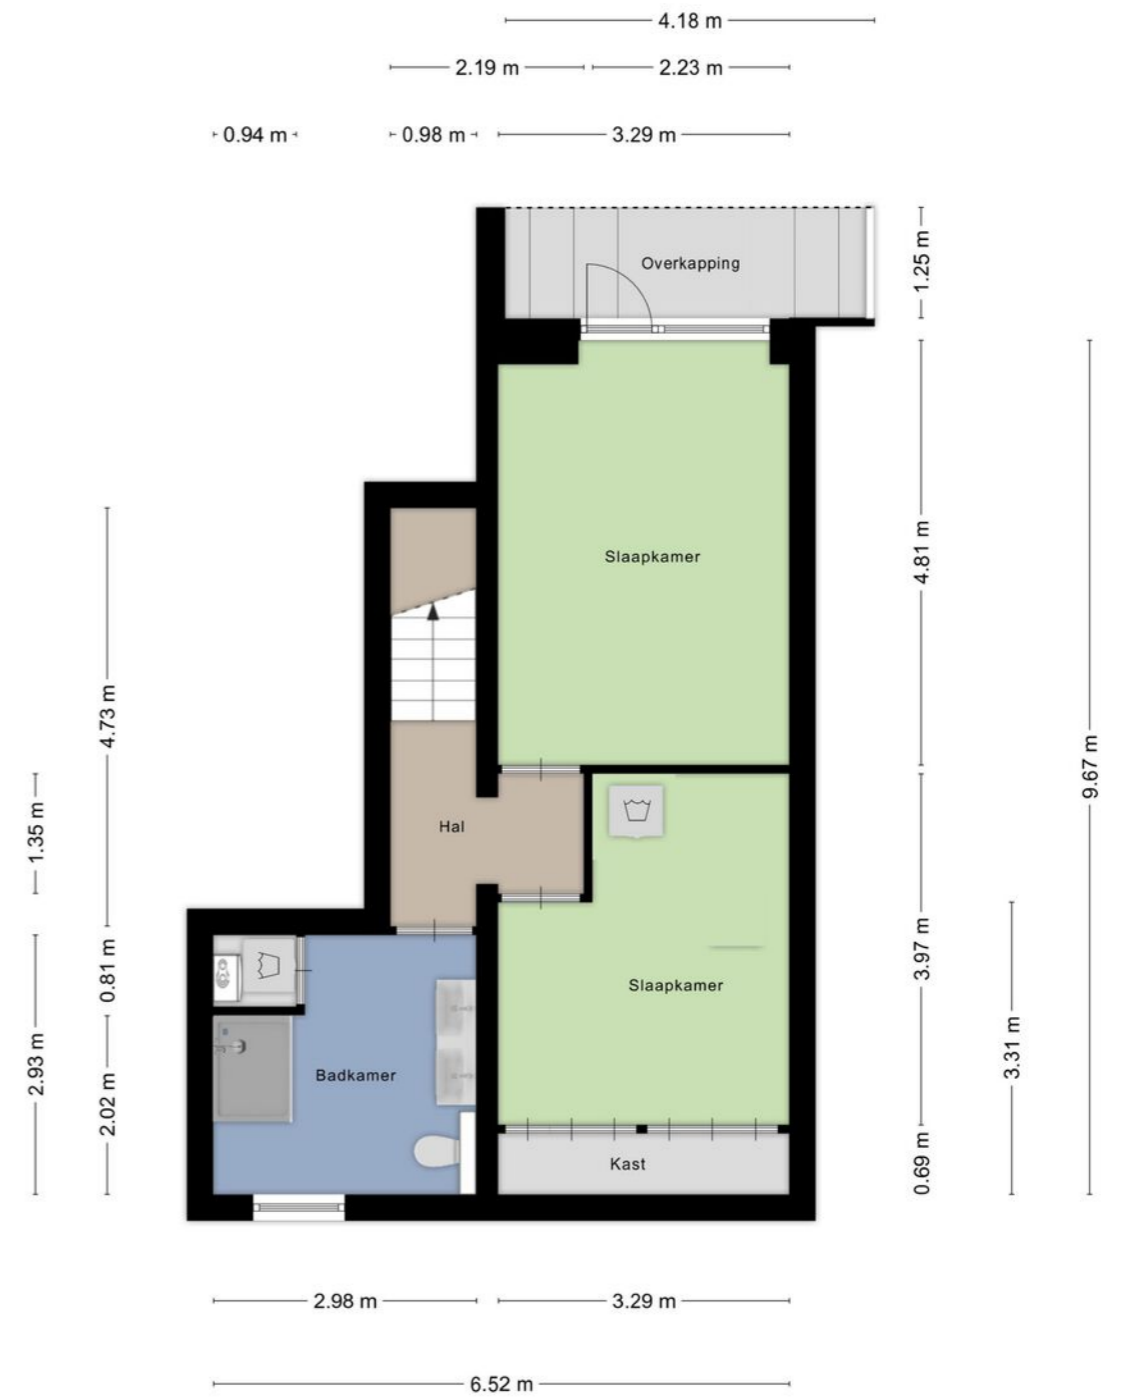 4.18 m
2.19 m
2.23 m
0.94 m
0.98 m
3.29 m
Overkapping
1.25 m
Slaapkamer
4.81 m
4.73 m
9.67 m
1.35 m
Hal
3.97 m
0.81 m
Slaapkamer
2.93 m
3.31 m
Badkamer
2.02 m
Kast
0.69 m
2.98 m
3.29 m
6.52 m